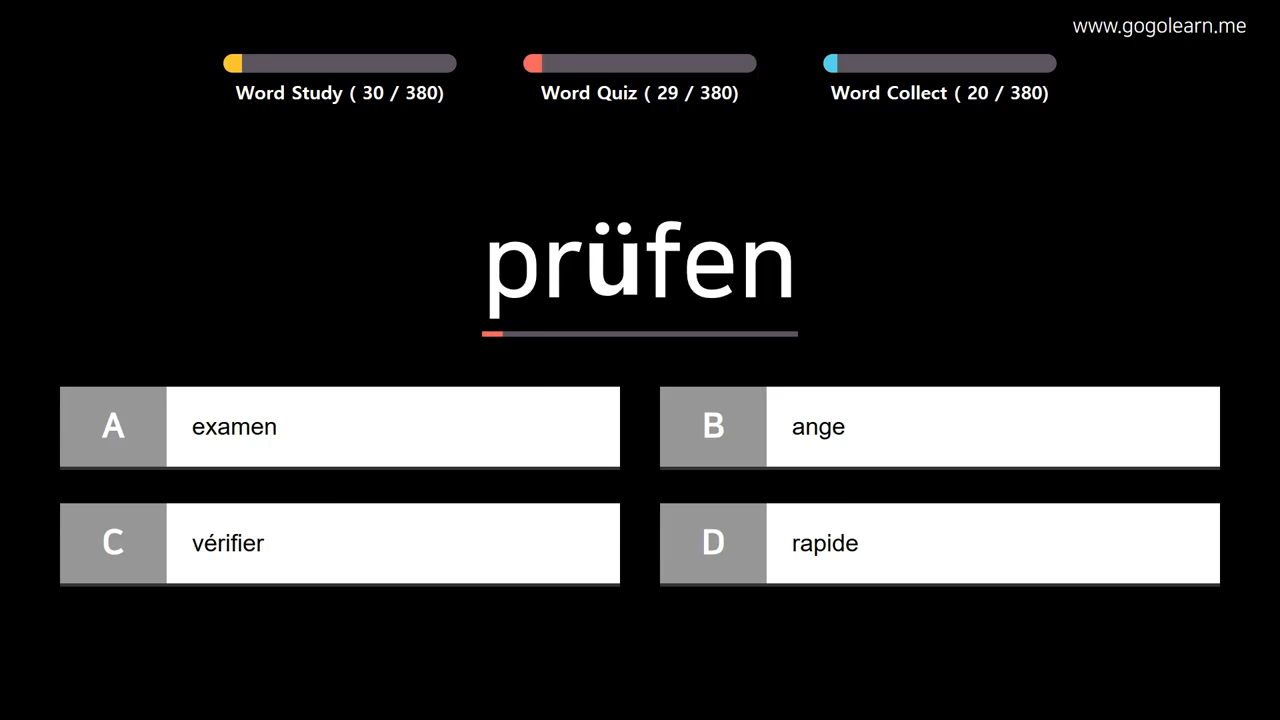 www.gogolearn.me
Word Study ( 30 / 380)
Word Quiz ( 29 / 380)
Word Collect ( 20 / 380)
prüfen
A
examen
B
ange
C
vérifier
D
rapide